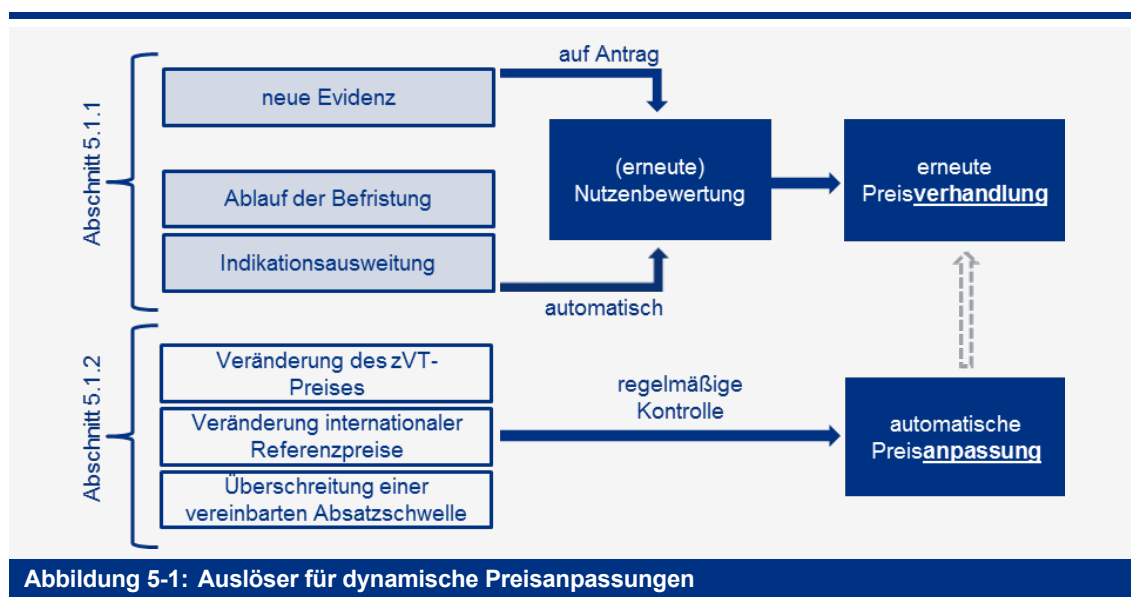 auf Antrag
Abschnitt 5.1.1
neue Evidenz
Ablauf der Befristung
Indikationsausweitung
(erneute)
Nutzenbewertung
erneute
Preisverhandlung
automatisch
Abschnitt 5.1.2
Veränderung des zVT-
Preises
Veränderung internationaler
Referenzpreise
Überschreitung einer
vereinbarten Absatzschwelle
regelmäßige
Kontrolle
automatische
Preisanpassung
Abbildung 5-1: Auslöser für dynamische Preisanpassungen